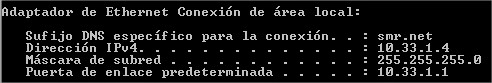 Adaptador de Ethernet Conexión de área local:
Sufijo DNS específico para la conexión. . : smr.net
Dirección IPv4. . . . . . . . . . . . . . : 10.33.1.4
Máscara de subred . . . . . . . . . . . . : 255.255.255.0
Puerta de enlace predeterminada . . . . . : 10.33.1.1